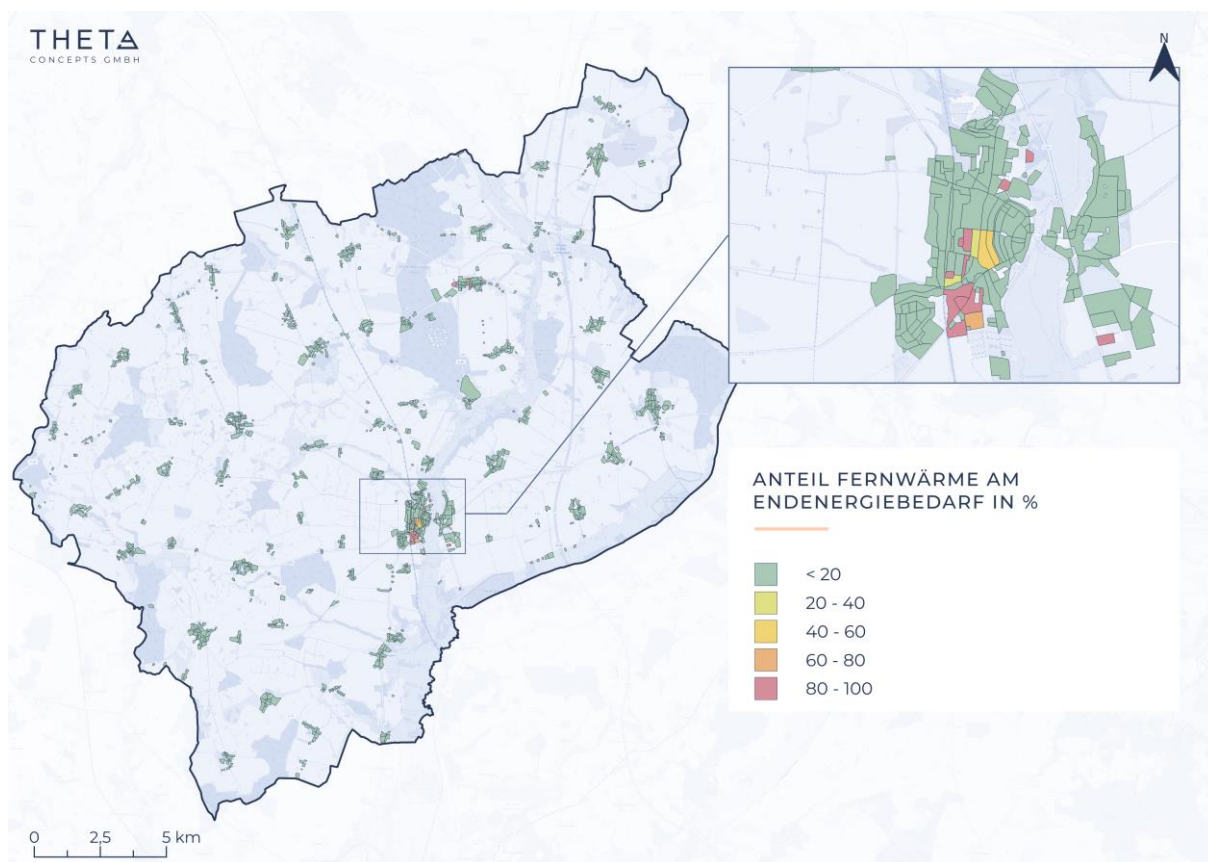 THETA
CONCEPTS GMBH
N
ANTEIL FERNWÄRME AM
ENDENERGIEBEDARF IN %
< 20
20 - 40
40 - 60
60 - 80
80 - 100
0 2,5 5 km